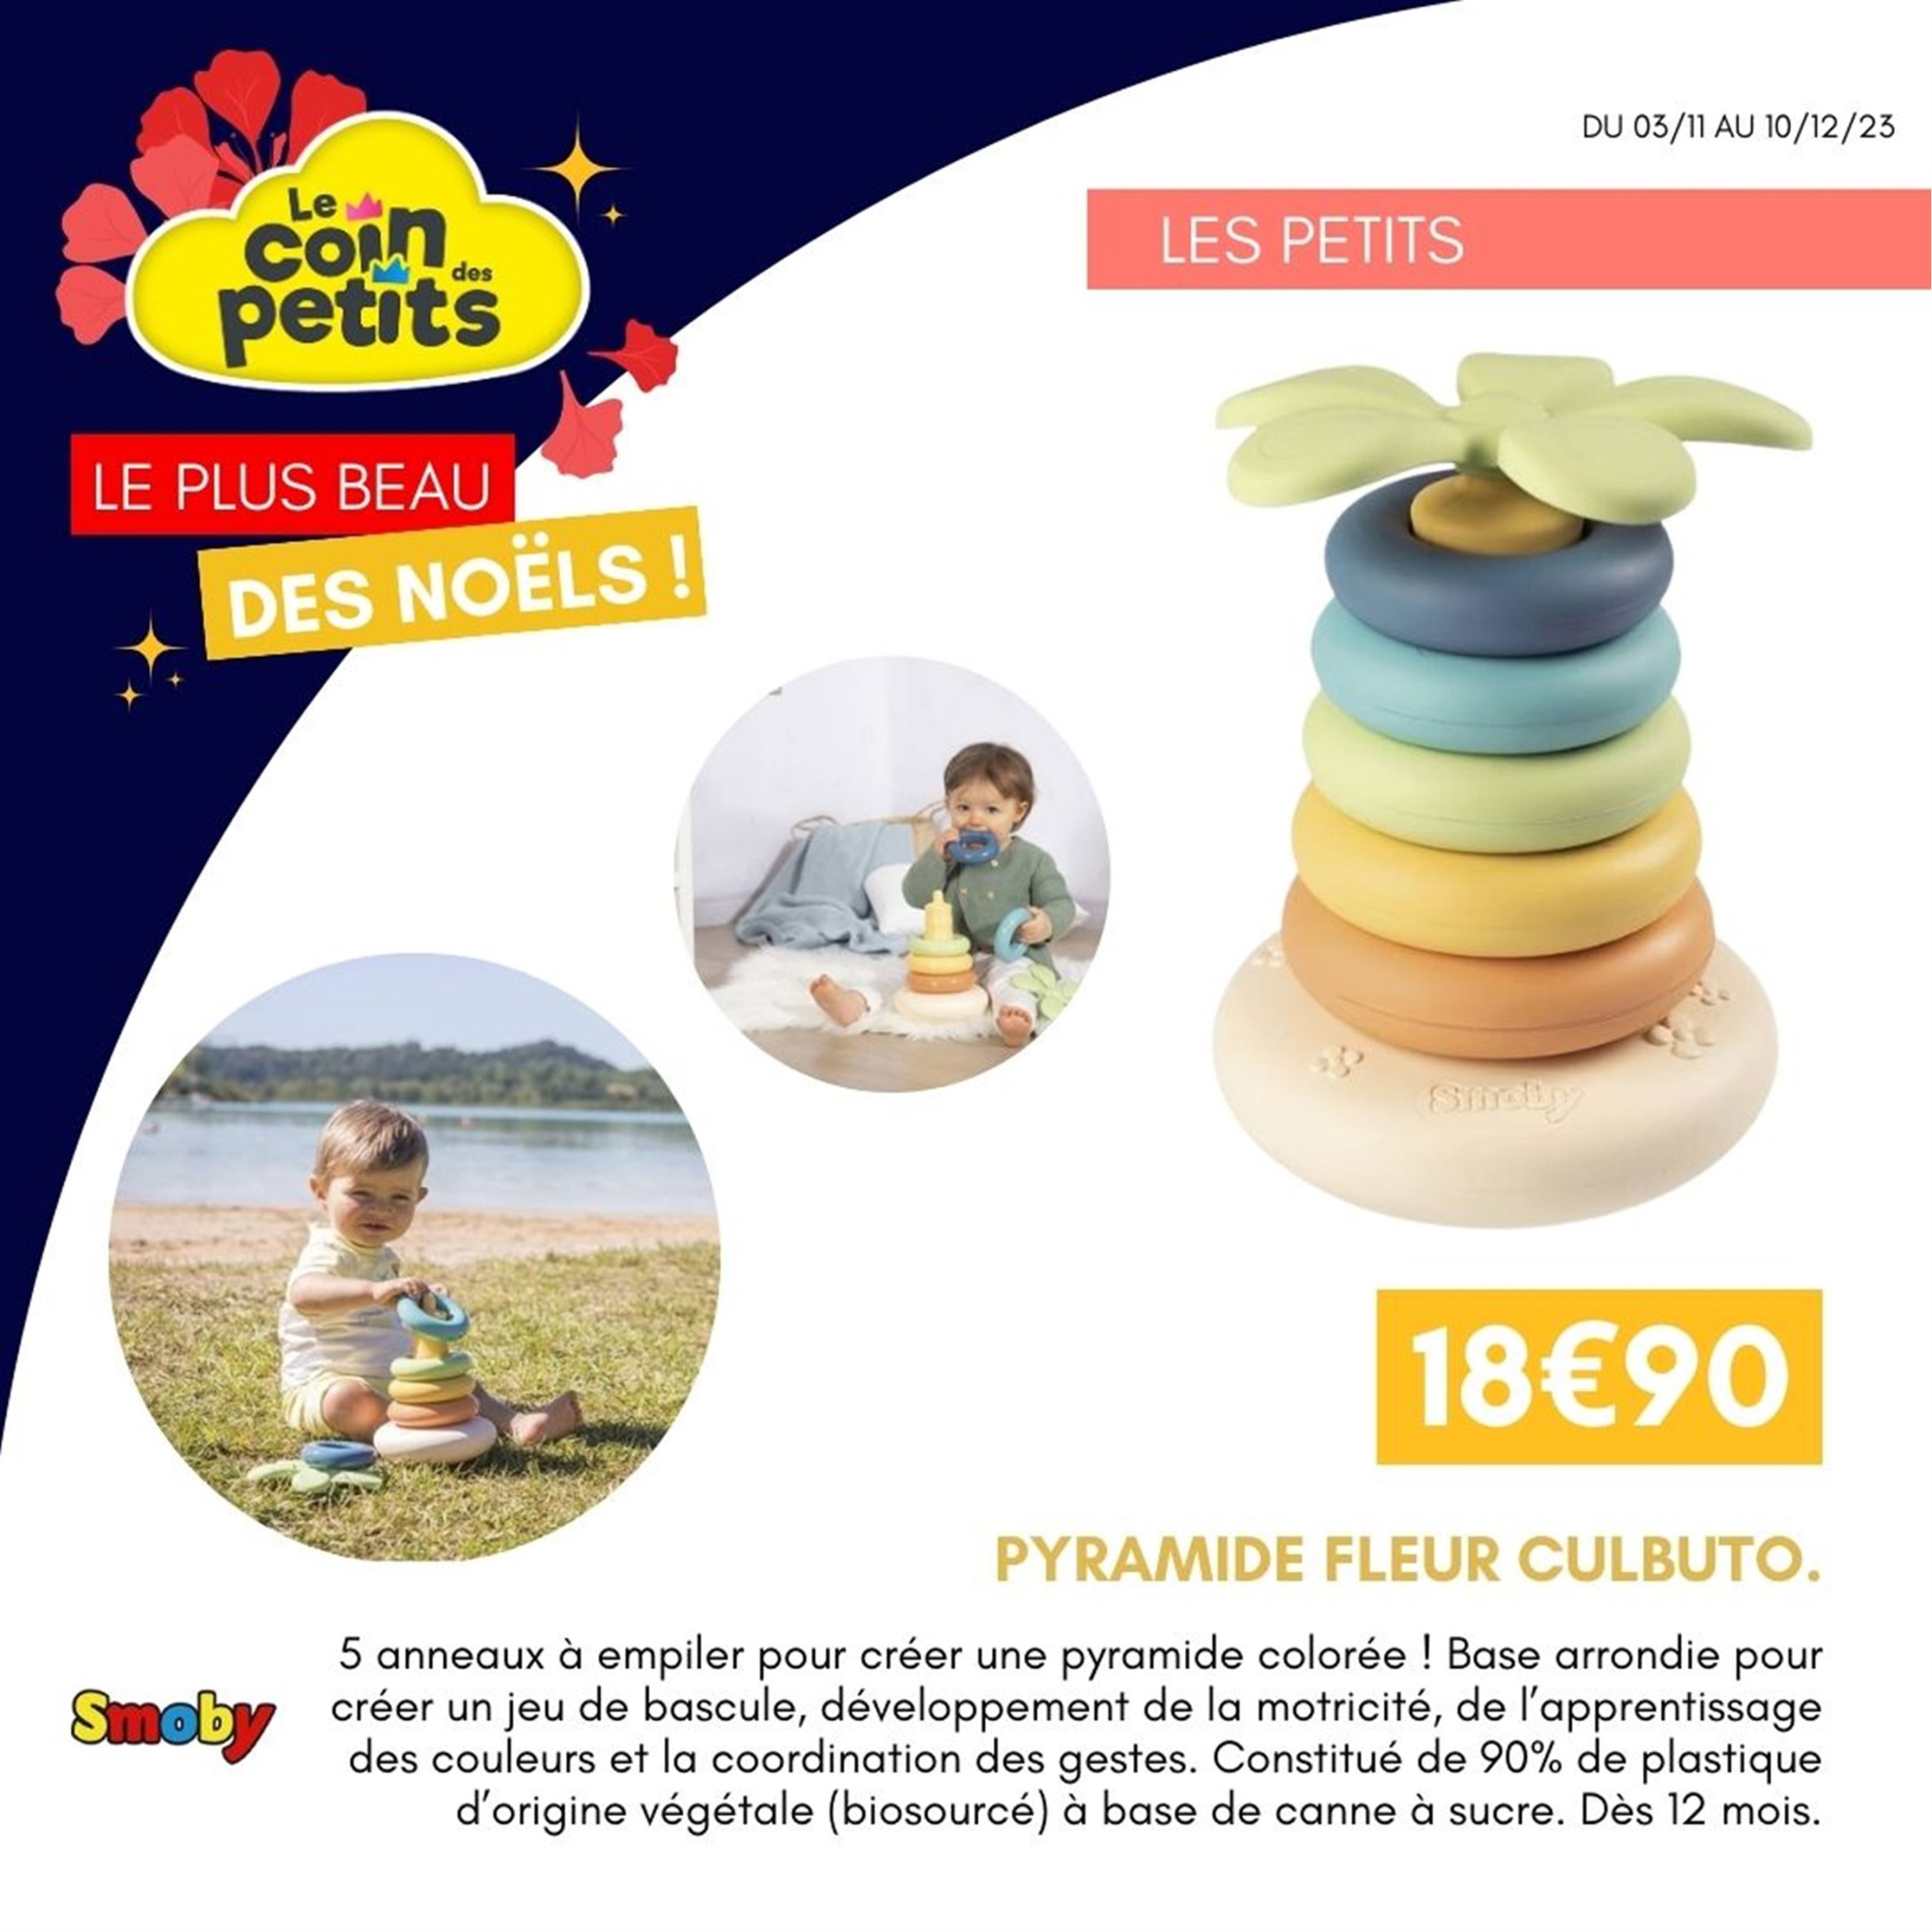 Le
coin
des
petits
LE PLUS BEAU
DES NOËLS !
DU 03/11 AU 10/12/23
LES PETITS
Smoby
18€90
PYRAMIDE FLEUR CULBUTO.
Smoby
5 anneaux à empiler pour créer une pyramide colorée ! Base arrondie pour
créer un jeu de bascule, développement de la motricité, de l’apprentissage
des couleurs et la coordination des gestes. Constitué de 90% de plastique
d’origine végétale (biosourcé) à base de canne à sucre. Dès 12 mois.